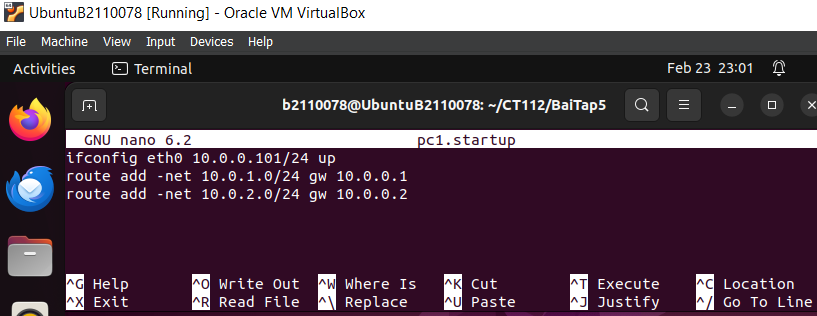 UbuntuB2110078 [Running] - Oracle VM VirtualBox
File Machine View Input Devices Help
Activities Terminal Feb 23 23:01
b2110078@UbuntuB2110078: ~/CT112/BaiTap5
GNU nano 6.2 pc1.startup
ifconfig eth0 10.0.0.101/24 up
route add -net 10.0.1.0/24 gw 10.0.0.1
route add -net 10.0.2.0/24 gw 10.0.0.2
^G Help ^O Write Out ^W Where Is ^K Cut ^T Execute ^C Location
^X Exit ^R Read File ^\ Replace ^U Paste ^J Justify ^/ Go To Line